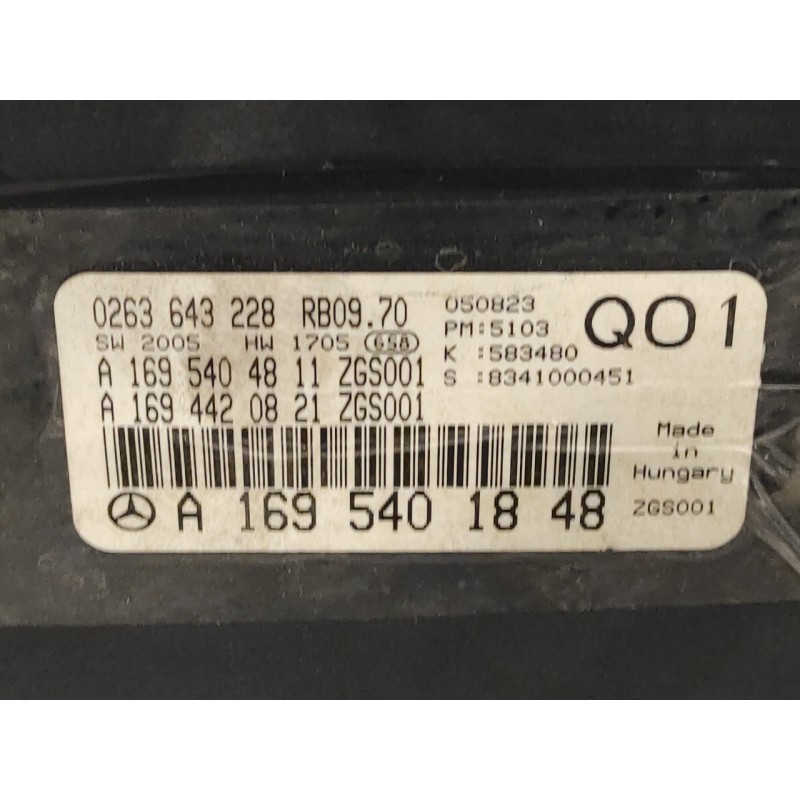 0263 643 228 RB09.70
SW 2005 HW 1705 GS8
A 169 540 48 11 ZGS001
A 169 442 08 21 ZGS001
A 169 540 18 48
050823
PM:5103
K :583480
S :8341000451
Q01
Made
in
Hungary
ZGS001